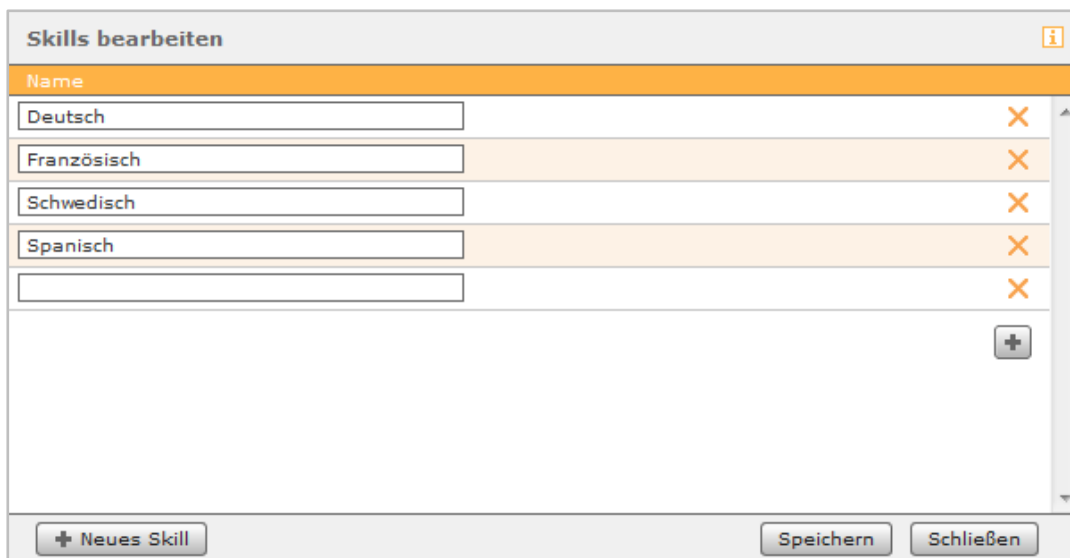 Skills bearbeiten
Name
Deutsch
Französisch
Schwedisch
Spanisch
Neues Skill
Speichern
Schließen